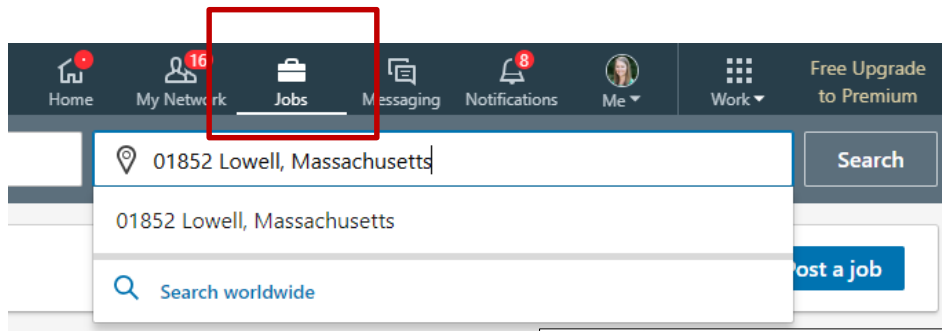 16 8
Home My Network Jobs Messaging Notifications Me Work Free Upgrade to Premium
01852 Lowell, Massachusetts Search
01852 Lowell, Massachusetts
Post a job
Search worldwide